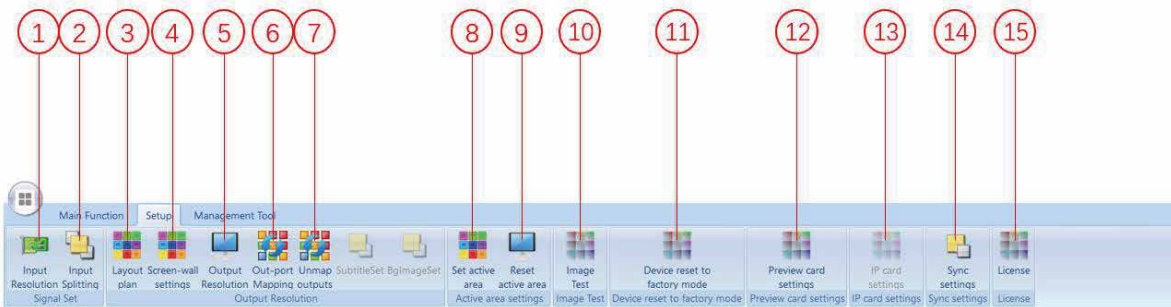 1 2 3 4 5 6 7 8 9 10 11 12 13 14 15
Main Function Setup Management Tool
Input Input Layout Screen-wall Output Out-port Unmap SubtitleSet BgImageSet Set active Reset Image Device reset to Preview card IP card Sync License
Resolution Splitting plan settings Resolution Mapping outputs area active area Test factory mode settings settings settings
Signal Set Output Resolution Active area settings Image Test Device reset to factory mode Preview card settings IP card settings Sync settings License